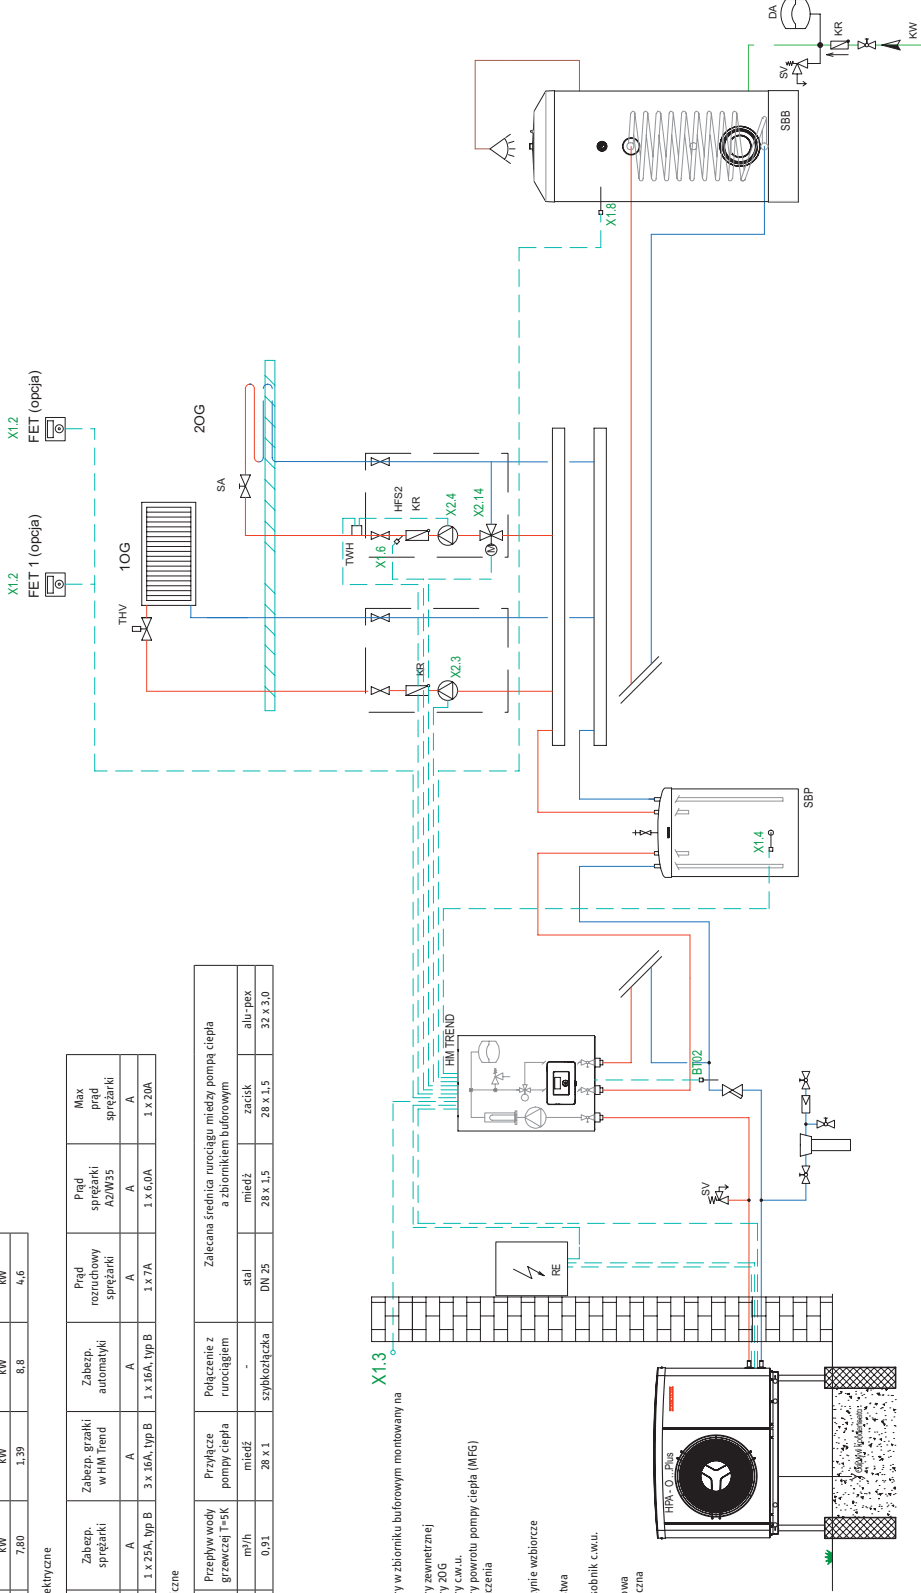 kW
kW
kW
kW
7,80
1,39
8,8
4,6
ektryczne
Zabezp.
sprężarki
Zabezp. grzałki
w HM Trend
Zabezp.
automatyki
Prąd
rozruchowy
sprężarki
Prąd
sprężarki
A2/W35
Max
prąd
sprężarki
A
A
A
A
A
A
1 x 25A, typ B
3 x 16A, typ B
1 x 16A, typ B
1 x 7A
1 x 6,0A
1 x 20A
czne
Przepływ wody
grzewczej T=5K
Przyłącze
pompy ciepła
Połączenie z
rurociągiem
Zalecana średnica rurociągu miedzy pompą ciepła
a zbiornikiem buforowym
m³/h
miedź
-
stal
miedź
zacisk
alu-pex
0,91
28 x 1
szybkozłączka
DN 25
28 x 1,5
28 x 1,5
32 x 3,0
y w zbiorniku buforowym montowany na
y zewnetrznej
y 2OG
y c.w.u.
y powrotu pompy ciepła (MFG)
czenia
ynie wzbiorcze
twa
sobnik c.w.u.
owa
czna
X1.2
FET 1 (opcja)
X1.2
FET (opcja)
1OG
2OG
THV
SA
TWH
X1.6
HFS2
KR
X2.4
X2.14
M
KR
X2.3
DA
KR
SV
KW
SBB
X1.8
SBP
X1.4
HM TREND
BT02
SV
RE
X1.3
HPA - O ...Plus